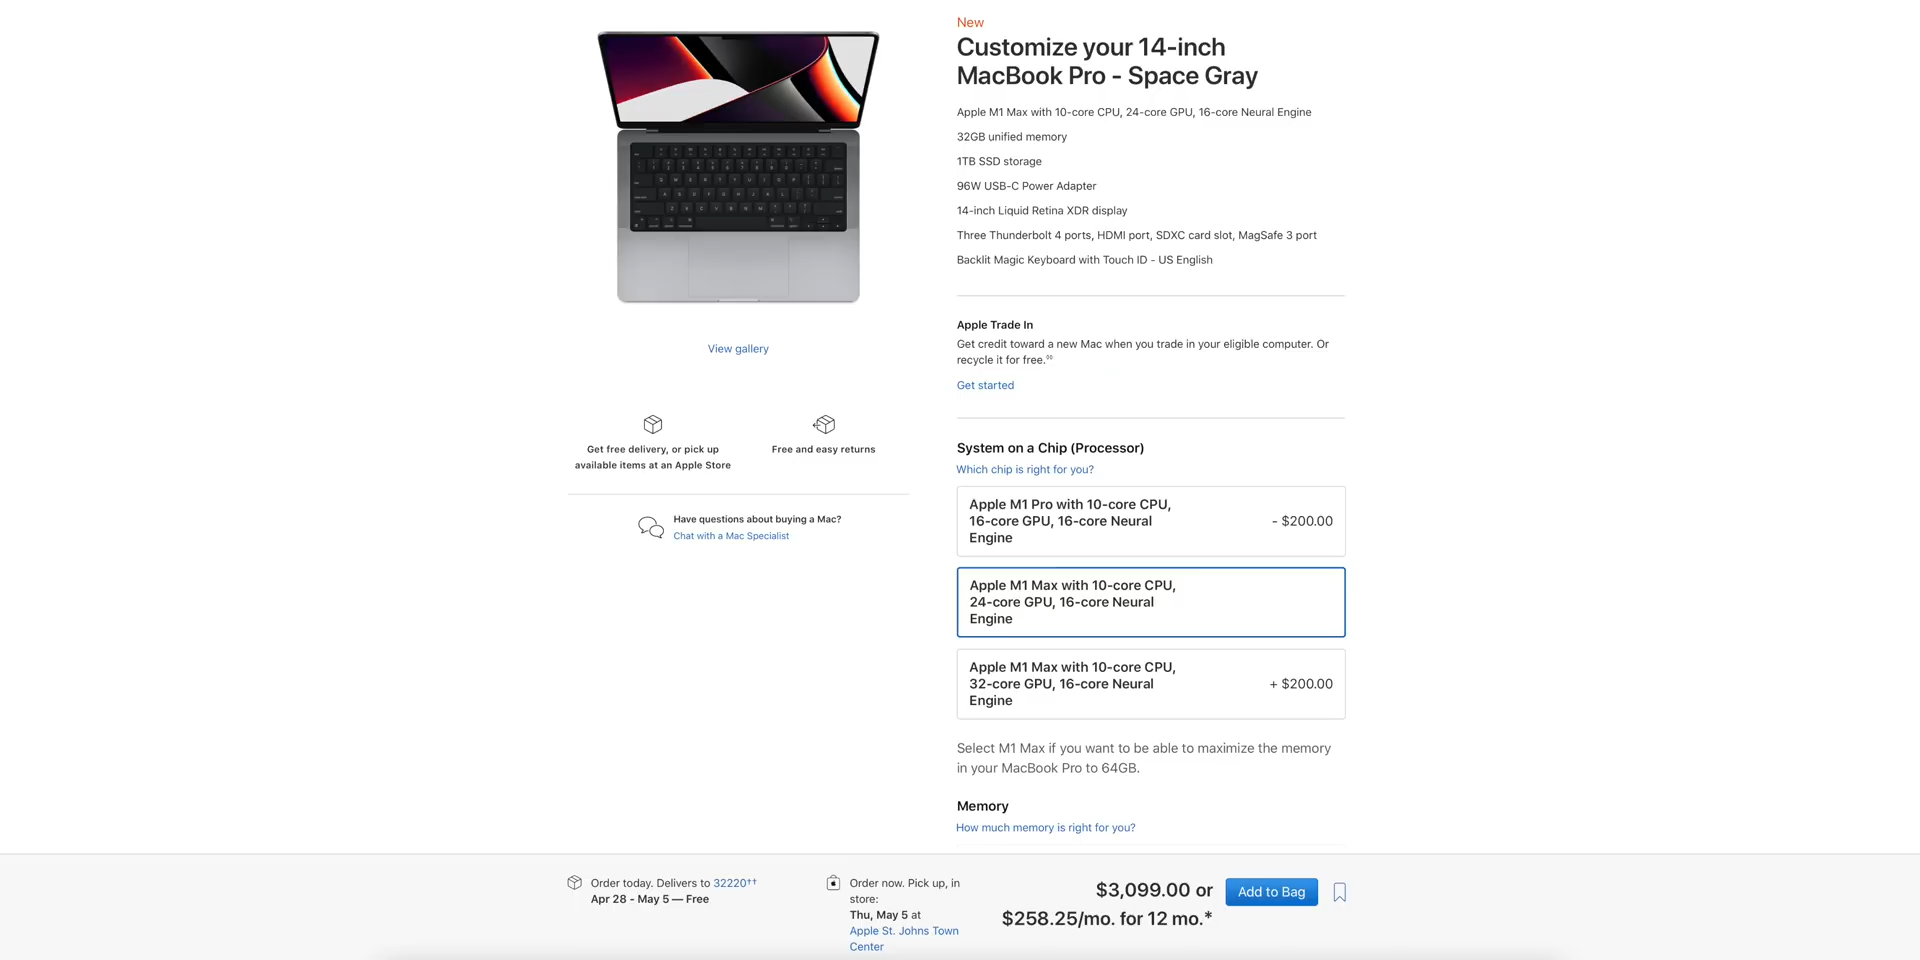 New
Customize your 14-inch
MacBook Pro - Space Gray
Apple M1 Max with 10-core CPU, 24-core GPU, 16-core Neural Engine
32GB unified memory
1TB SSD storage
96W USB-C Power Adapter
14-inch Liquid Retina XDR display
Three Thunderbolt 4 ports, HDMI port, SDXC card slot, MagSafe 3 port
Backlit Magic Keyboard with Touch ID - US English
View gallery
Get free delivery, or pick up
available items at an Apple Store
Free and easy returns
Have questions about buying a Mac?
Chat with a Mac Specialist
Apple Trade In
Get credit toward a new Mac when you trade in your eligible computer. Or
recycle it for free.◊◊
Get started
System on a Chip (Processor)
Which chip is right for you?
Apple M1 Pro with 10-core CPU,
16-core GPU, 16-core Neural
Engine
- $200.00
Apple M1 Max with 10-core CPU,
24-core GPU, 16-core Neural
Engine
Apple M1 Max with 10-core CPU,
32-core GPU, 16-core Neural
Engine
+ $200.00
Select M1 Max if you want to be able to maximize the memory
in your MacBook Pro to 64GB.
Memory
How much memory is right for you?
Order today. Delivers to 32220††
Apr 28 - May 5 — Free
Order now. Pick up, in
store:
Thu, May 5 at
Apple St. Johns Town
Center
$3,099.00 or
$258.25/mo. for 12 mo.*
Add to Bag